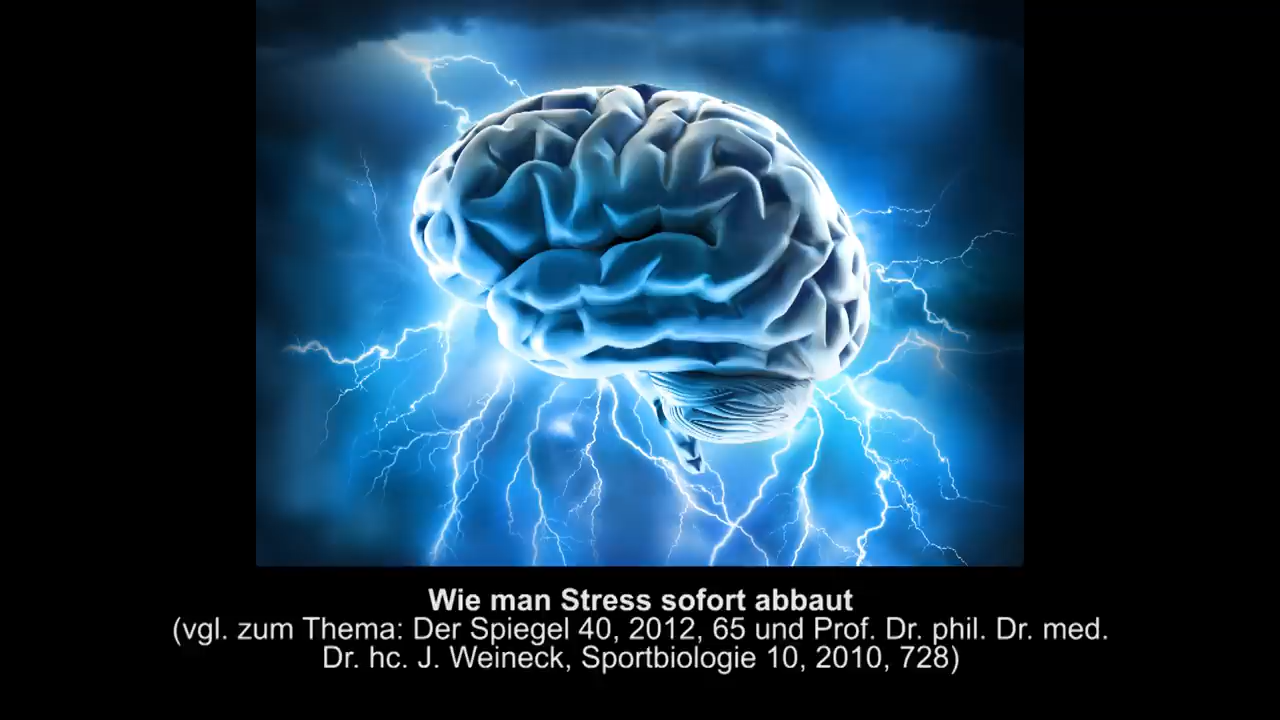 Wie man Stress sofort abbaut
(vgl. zum Thema: Der Spiegel 40, 2012, 65 und Prof. Dr. phil. Dr. med.
Dr. hc. J. Weineck, Sportbiologie 10, 2010, 728)